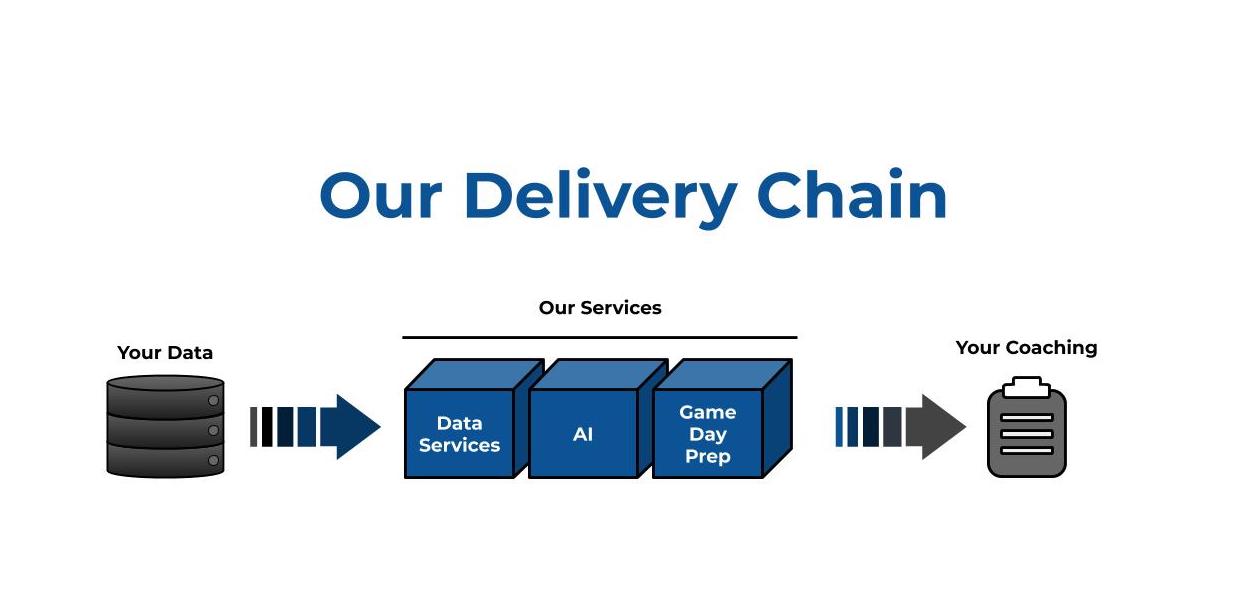 Our Delivery Chain
Our Services
Your Data
Your Coaching
Data
Services
AI
Game
Day
Prep